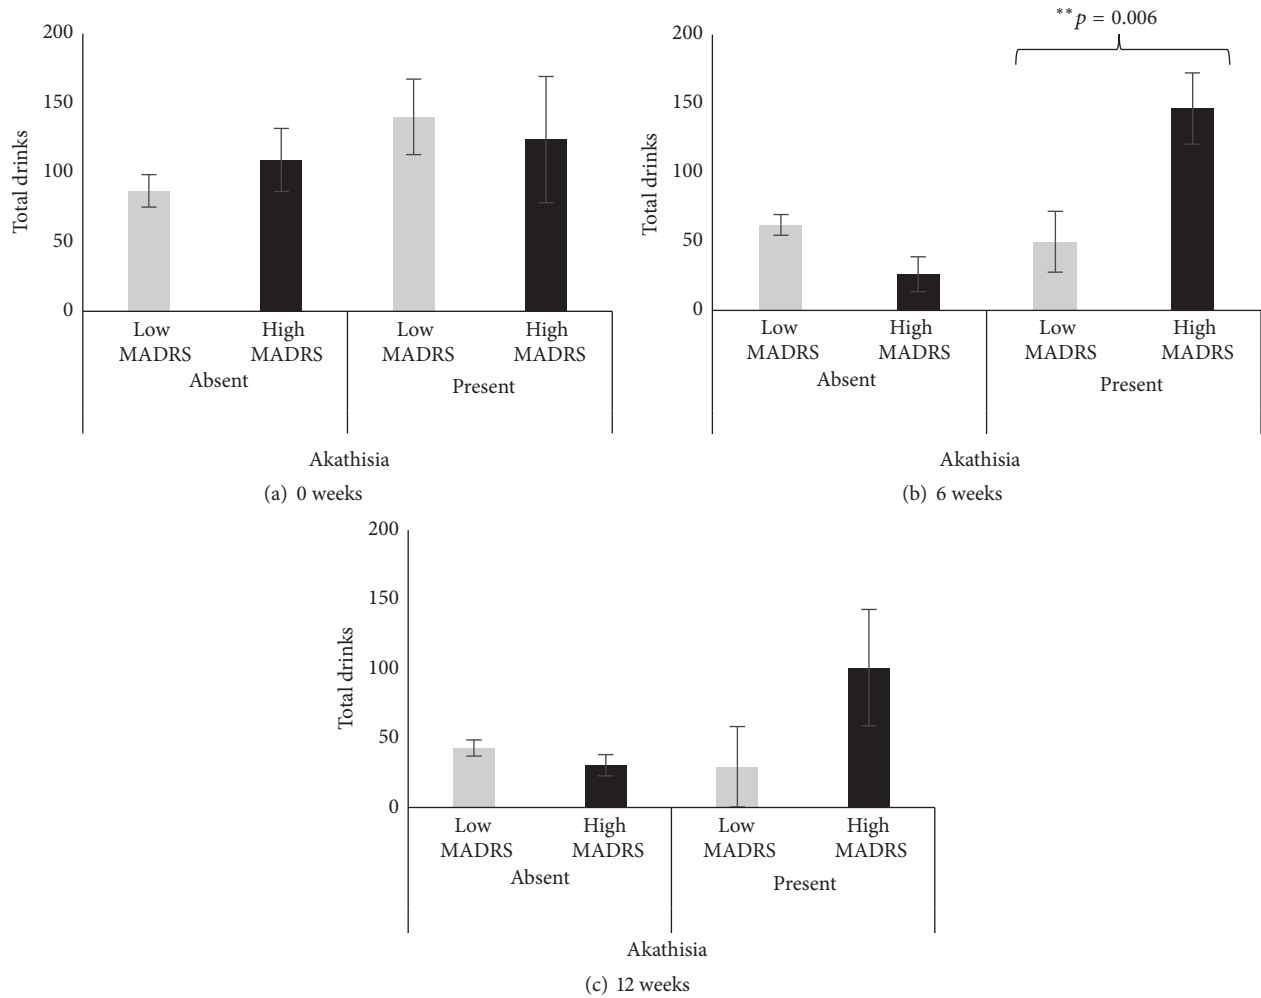 200
150
100
50
0
Total drinks
Low MADRS
High MADRS
Low MADRS
High MADRS
Absent
Present
Akathisia
(a) 0 weeks
**p = 0.006
200
150
100
50
0
Total drinks
Low MADRS
High MADRS
Low MADRS
High MADRS
Absent
Present
Akathisia
(b) 6 weeks
200
150
100
50
0
Total drinks
Low MADRS
High MADRS
Low MADRS
High MADRS
Absent
Present
Akathisia
(c) 12 weeks